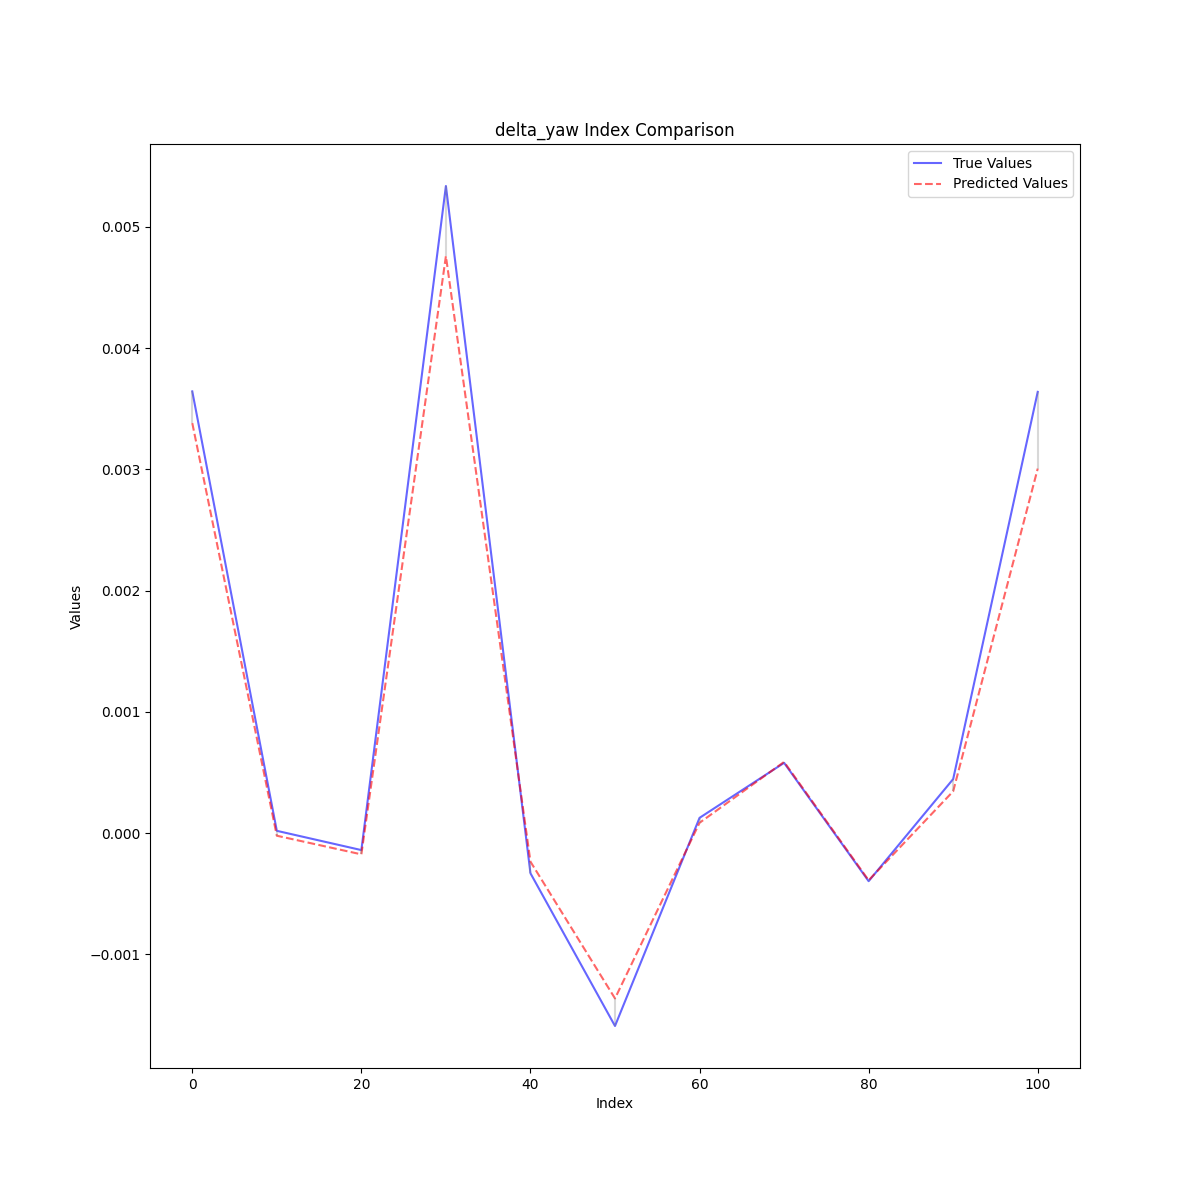 delta_yaw Index Comparison
True Values
Predicted Values
0.005
0.004
0.003
0.002
0.001
0.000
−0.001
Values
0 20 40 60 80 100
Index